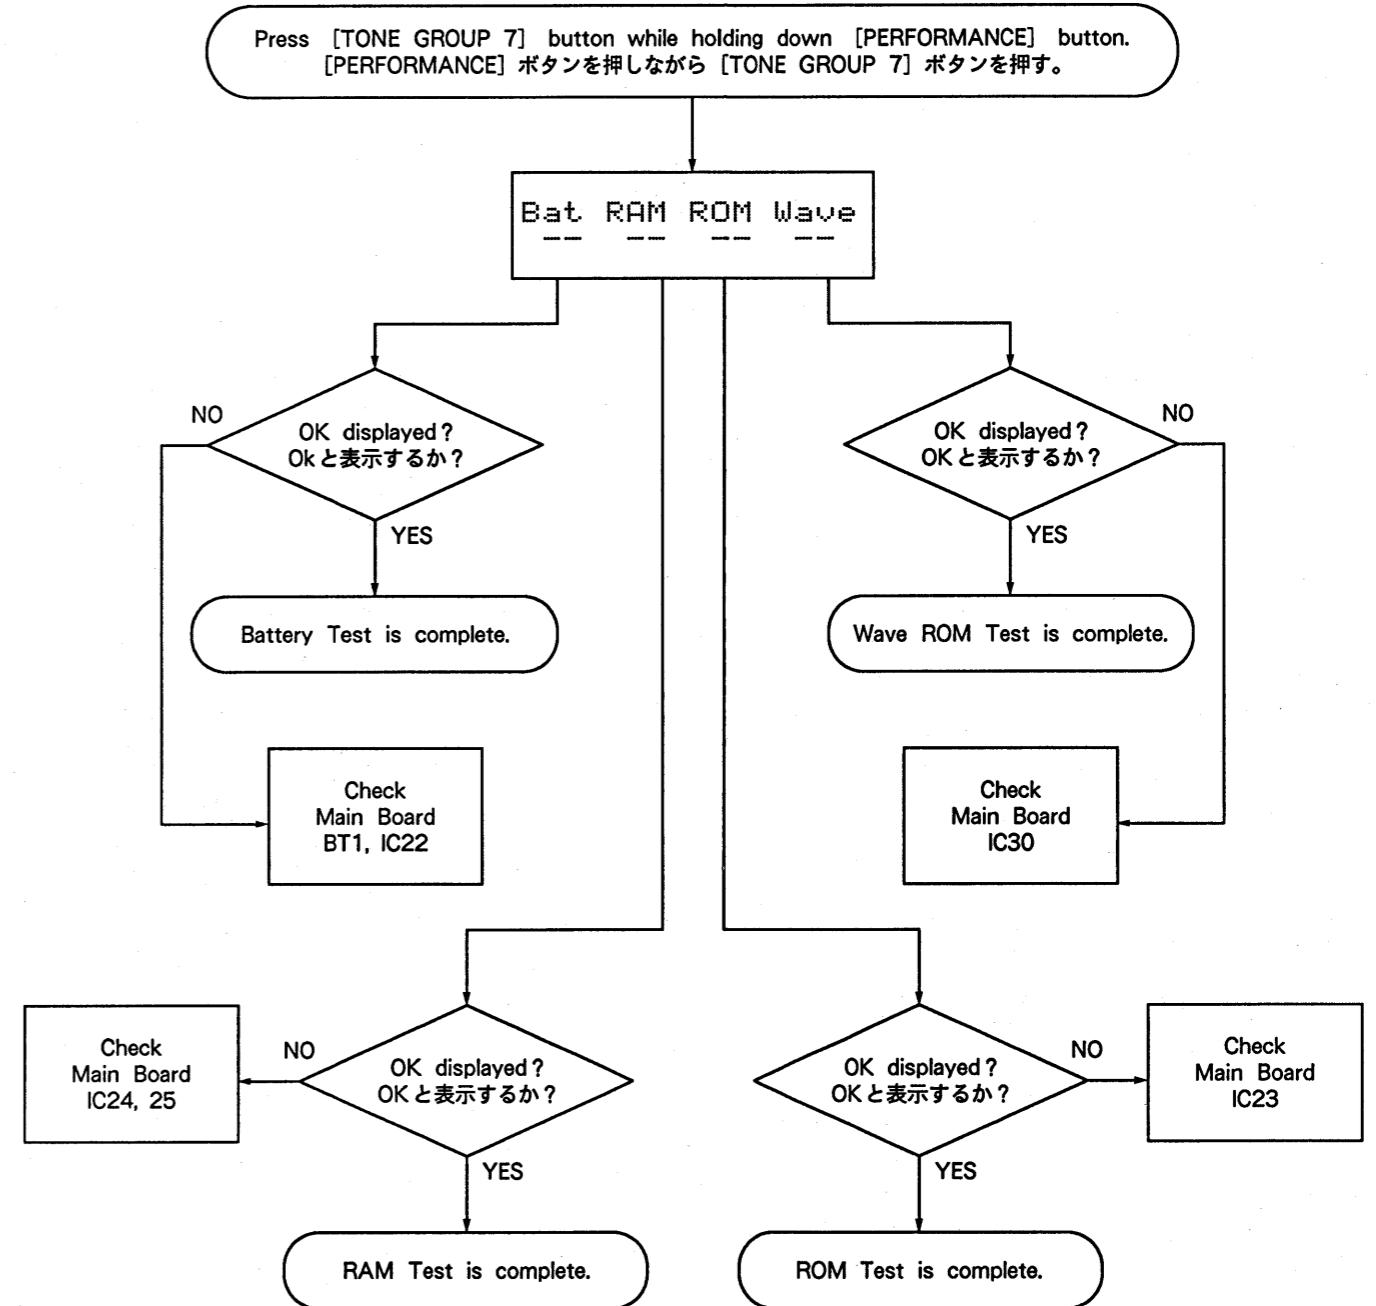 Press [TONE GROUP 7] button while holding down [PERFORMANCE] button.
[PERFORMANCE] ボタンを押しながら [TONE GROUP 7] ボタンを押す。
Bat RAM ROM Wave
-- -- -- --
NO
OK displayed?
Okと表示するか?
YES
Battery Test is complete.
Check
Main Board
BT1, IC22
NO
OK displayed?
OKと表示するか?
YES
Wave ROM Test is complete.
Check
Main Board
IC30
Check
Main Board
IC24, 25
NO
OK displayed?
OKと表示するか?
YES
RAM Test is complete.
OK displayed?
OKと表示するか?
NO
Check
Main Board
IC23
YES
ROM Test is complete.